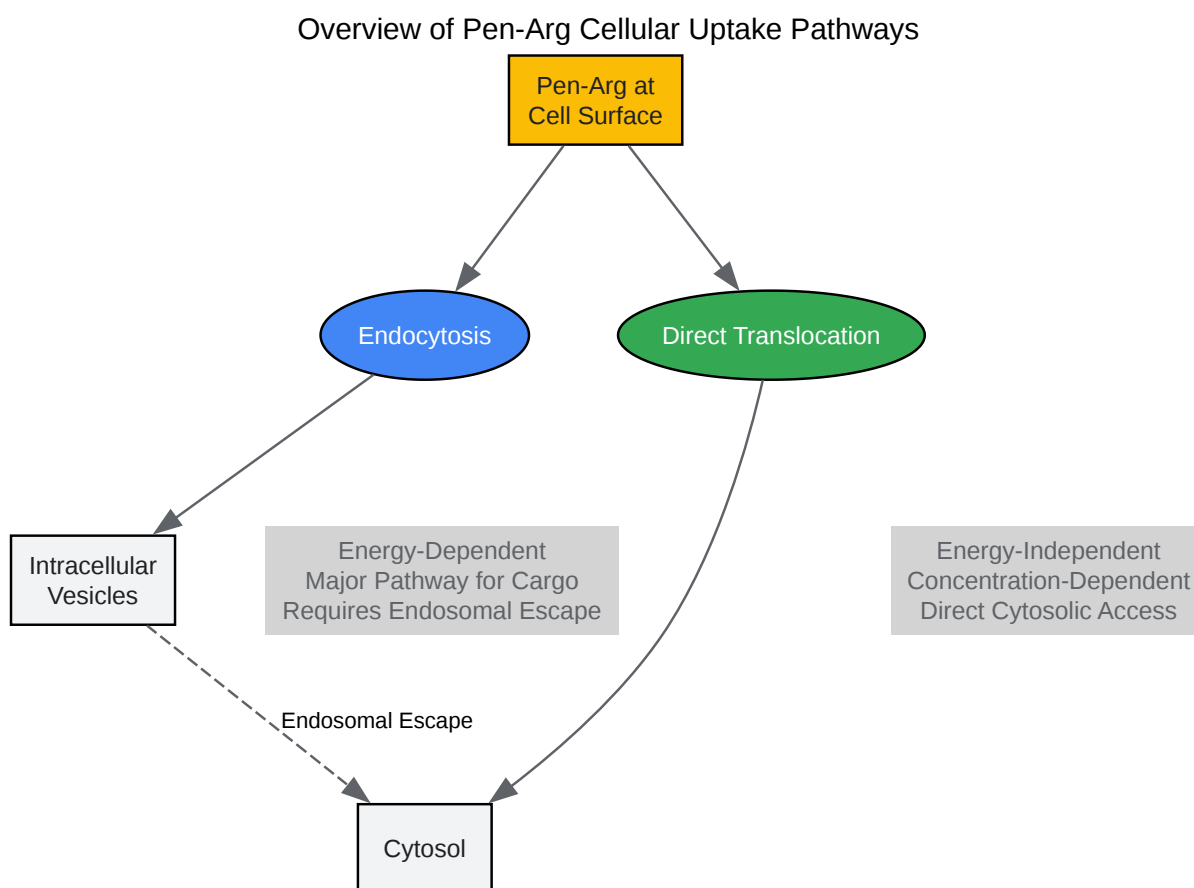 Overview of Pen-Arg Cellular Uptake Pathways
Pen-Arg at
Cell Surface
Endocytosis
Direct Translocation
Intracellular
Vesicles
Energy-Dependent
Major Pathway for Cargo
Requires Endosomal Escape
Energy-Independent
Concentration-Dependent
Direct Cytosolic Access
Endosomal Escape
Cytosol